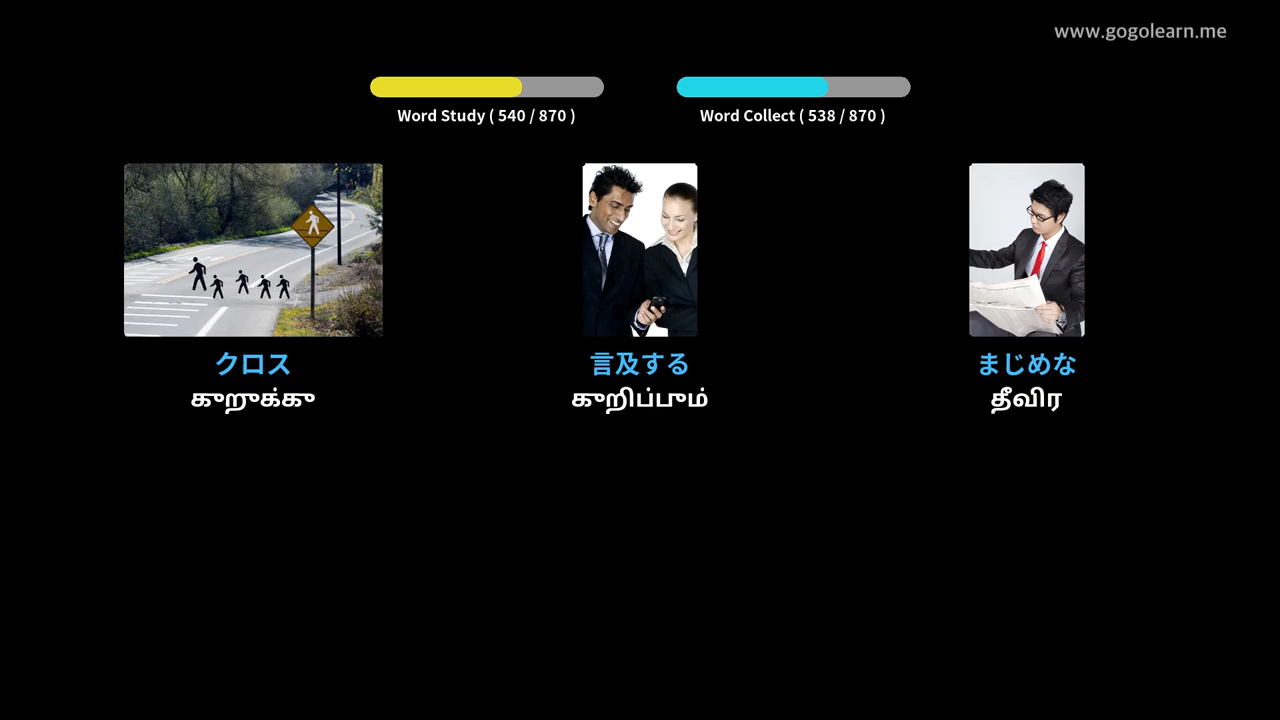 www.gogolearn.me
Word Study ( 540 / 870 )
Word Collect ( 538 / 870 )
クロス
குறுக்கு
言及する
குறிப்பும்
まじめな
தீவிர